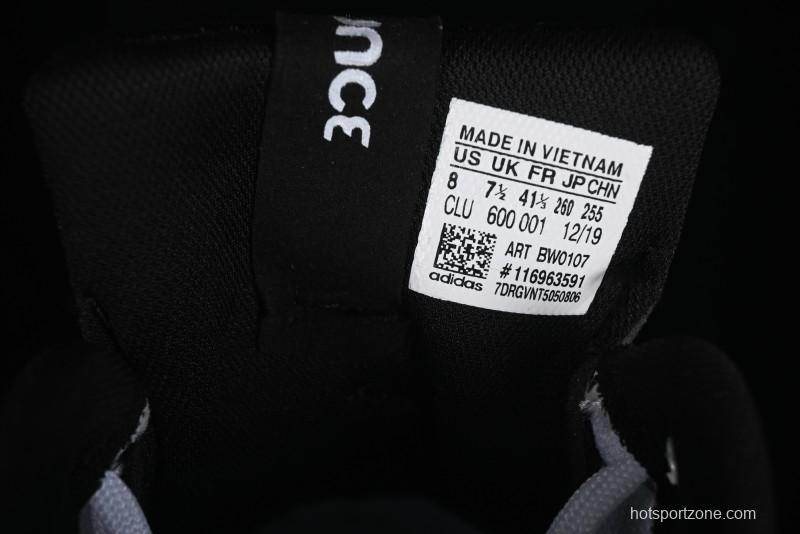 UNCE
MADE IN VIETNAM
US UK FR JP CHN
8 7½ 41⅓ 260 255
CLU 600 001 12/19
ART BW0107
#116963591
adidas 7DRGVNT5050806
hotsportzone.com